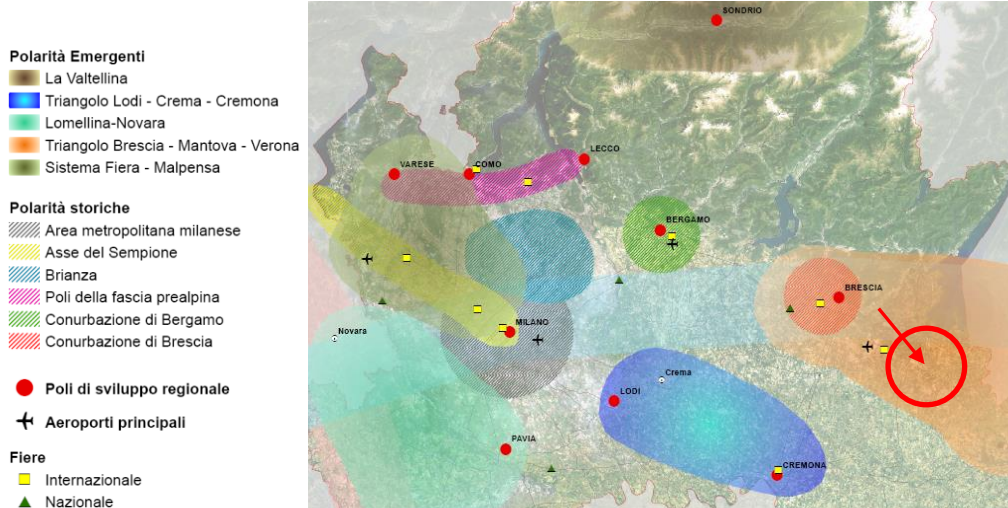 Polarità Emergenti
La Valtellina
Triangolo Lodi - Crema - Cremona
Lomellina-Novara
Triangolo Brescia - Mantova - Verona
Sistema Fiera - Malpensa
Polarità storiche
Area metropolitana milanese
Asse del Sempione
Brianza
Poli della fascia prealpina
Conurbazione di Bergamo
Conurbazione di Brescia
Poli di sviluppo regionale
Aeroporti principali
Fiere
Internazionale
Nazionale
SONDRIO
LECCO
VARESE
COMO
BERGAMO
BRESCIA
MILANO
Novara
Crema
LODI
PAVIA
CREMONA